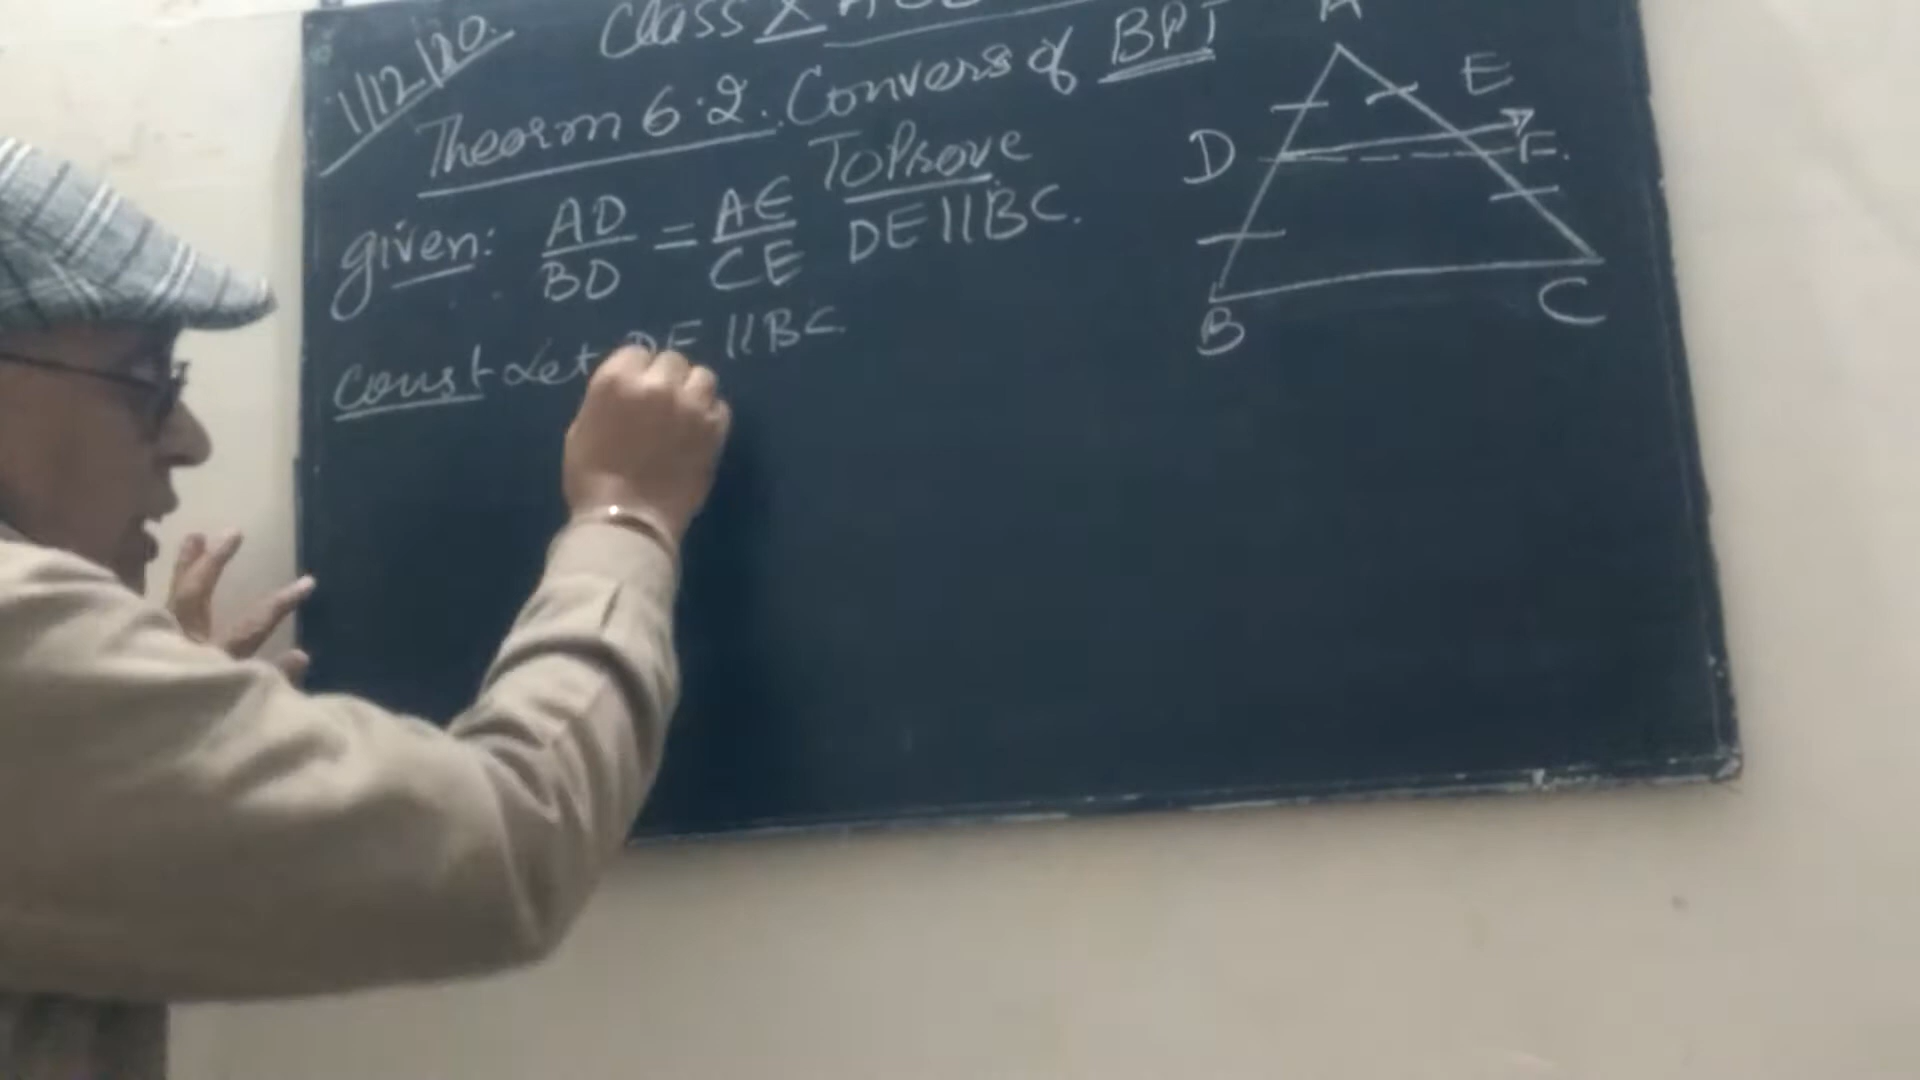 1/12/20.
Class X
Theorm 6.2. Convers of BPT
given: AD/BD = AE/CE
To Prove
DE || BC.
Const Let DF || BC
A
E
D
F.
B
C